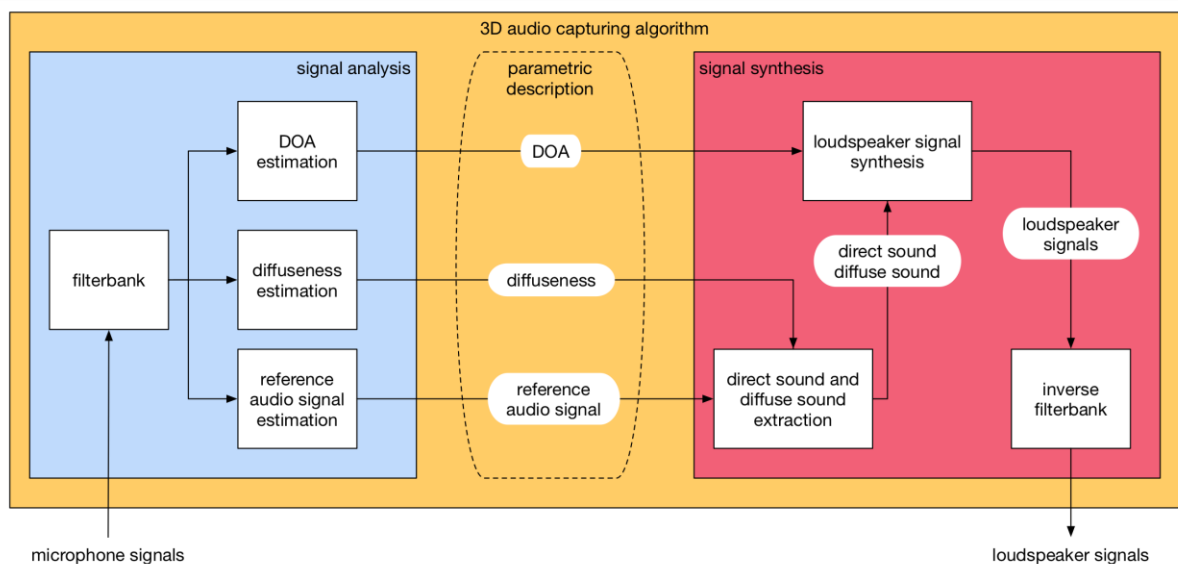 3D audio capturing algorithm
signal analysis
parametric
description
signal synthesis
DOA
estimation
DOA
loudspeaker signal
synthesis
filterbank
diffuseness
estimation
diffuseness
direct sound
diffuse sound
loudspeaker
signals
reference
audio signal
estimation
reference
audio signal
direct sound and
diffuse sound
extraction
inverse
filterbank
microphone signals
loudspeaker signals